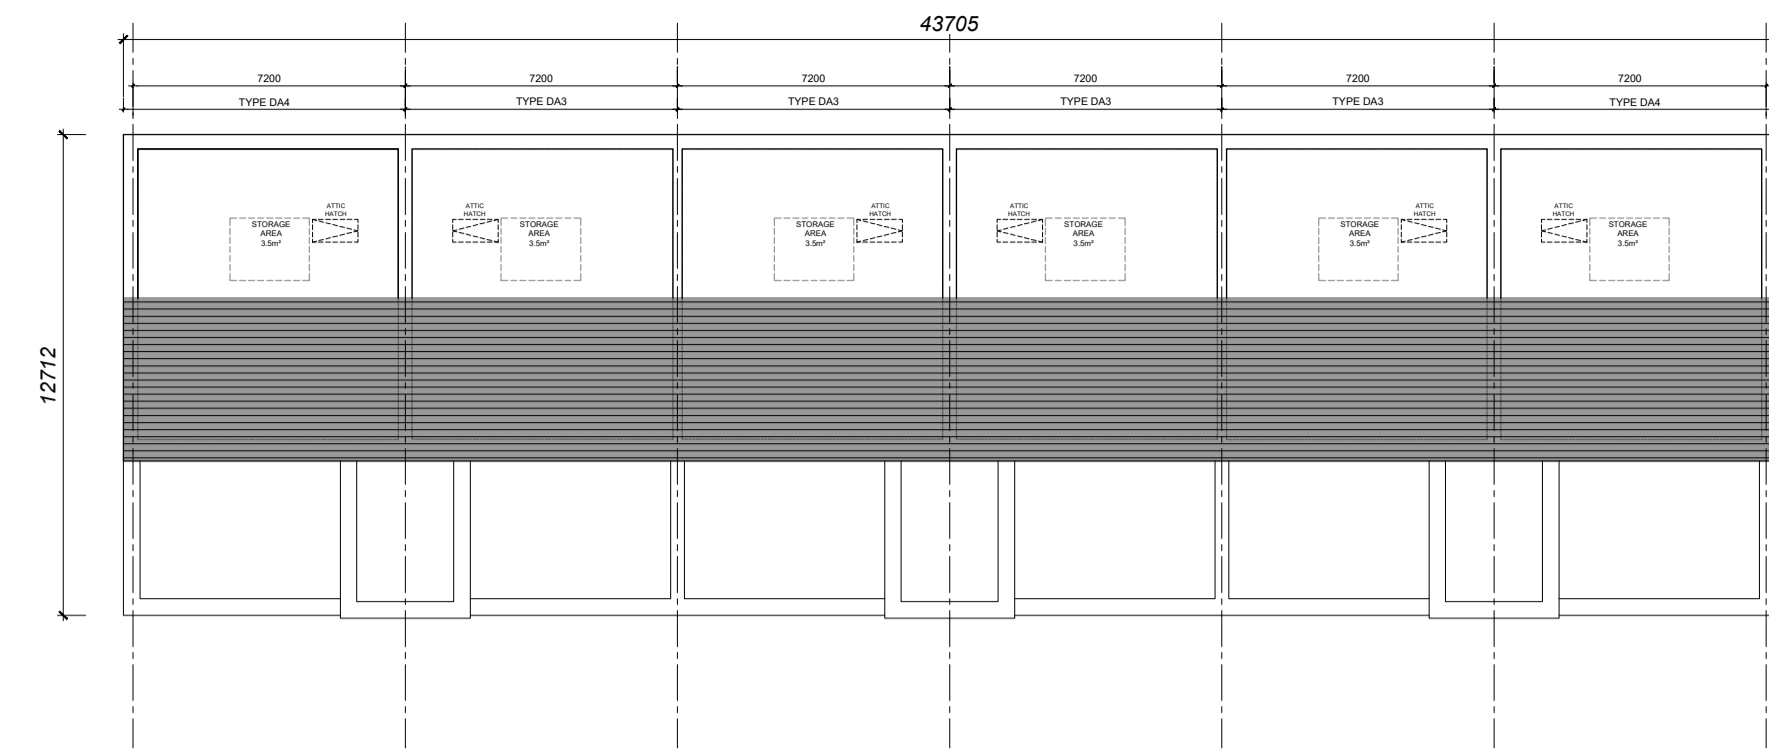 43705
7200 7200 7200 7200 7200 7200
TYPE DA4 TYPE DA3 TYPE DA3 TYPE DA3 TYPE DA3 TYPE DA4
12712
STORAGE
AREA
3.5m²
ATTIC
HATCH
ATTIC
HATCH
STORAGE
AREA
3.5m²
STORAGE
AREA
3.5m²
ATTIC
HATCH
ATTIC
HATCH
STORAGE
AREA
3.5m²
STORAGE
AREA
3.5m²
ATTIC
HATCH
ATTIC
HATCH
STORAGE
AREA
3.5m²